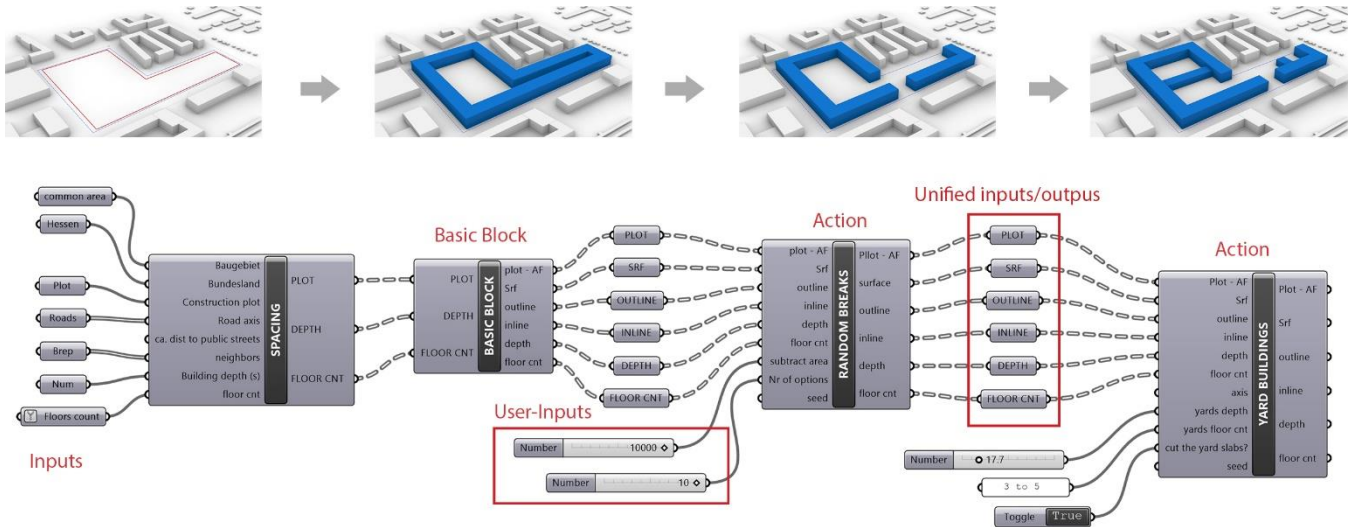 common area
Hessen
Plot
Roads
Brep
Num
Floors count
Inputs
Baugebiet
Bundesland
Construction plot
Road axis
ca. dist to public streets
neighbors
Building depth (s)
floor cnt
SPACING
PLOT
DEPTH
FLOOR CNT
Basic Block
PLOT
DEPTH
FLOOR CNT
BASIC BLOCK
plot - AF
Srf
outline
inline
depth
floor cnt
PLOT
SRF
OUTLINE
INLINE
DEPTH
FLOOR CNT
User-Inputs
Number 10000
Number 10
Action
plot - AF
Srf
outline
inline
depth
floor cnt
subtract area
Nr of options
seed
RANDOM BREAKS
Pllot - AF
surface
outline
inline
depth
floor cnt
Unified inputs/outpus
PLOT
SRF
OUTLINE
INLINE
DEPTH
FLOOR CNT
Number 17.7
3 to 5
Toggle True
Action
Plot - AF
Srf
outline
inline
depth
floor cnt
axis
yards depth
yards floor cnt
cut the yard slabs?
seed
YARD BUILDINGS
Plot - AF
Srf
outline
inline
depth
floor cnt